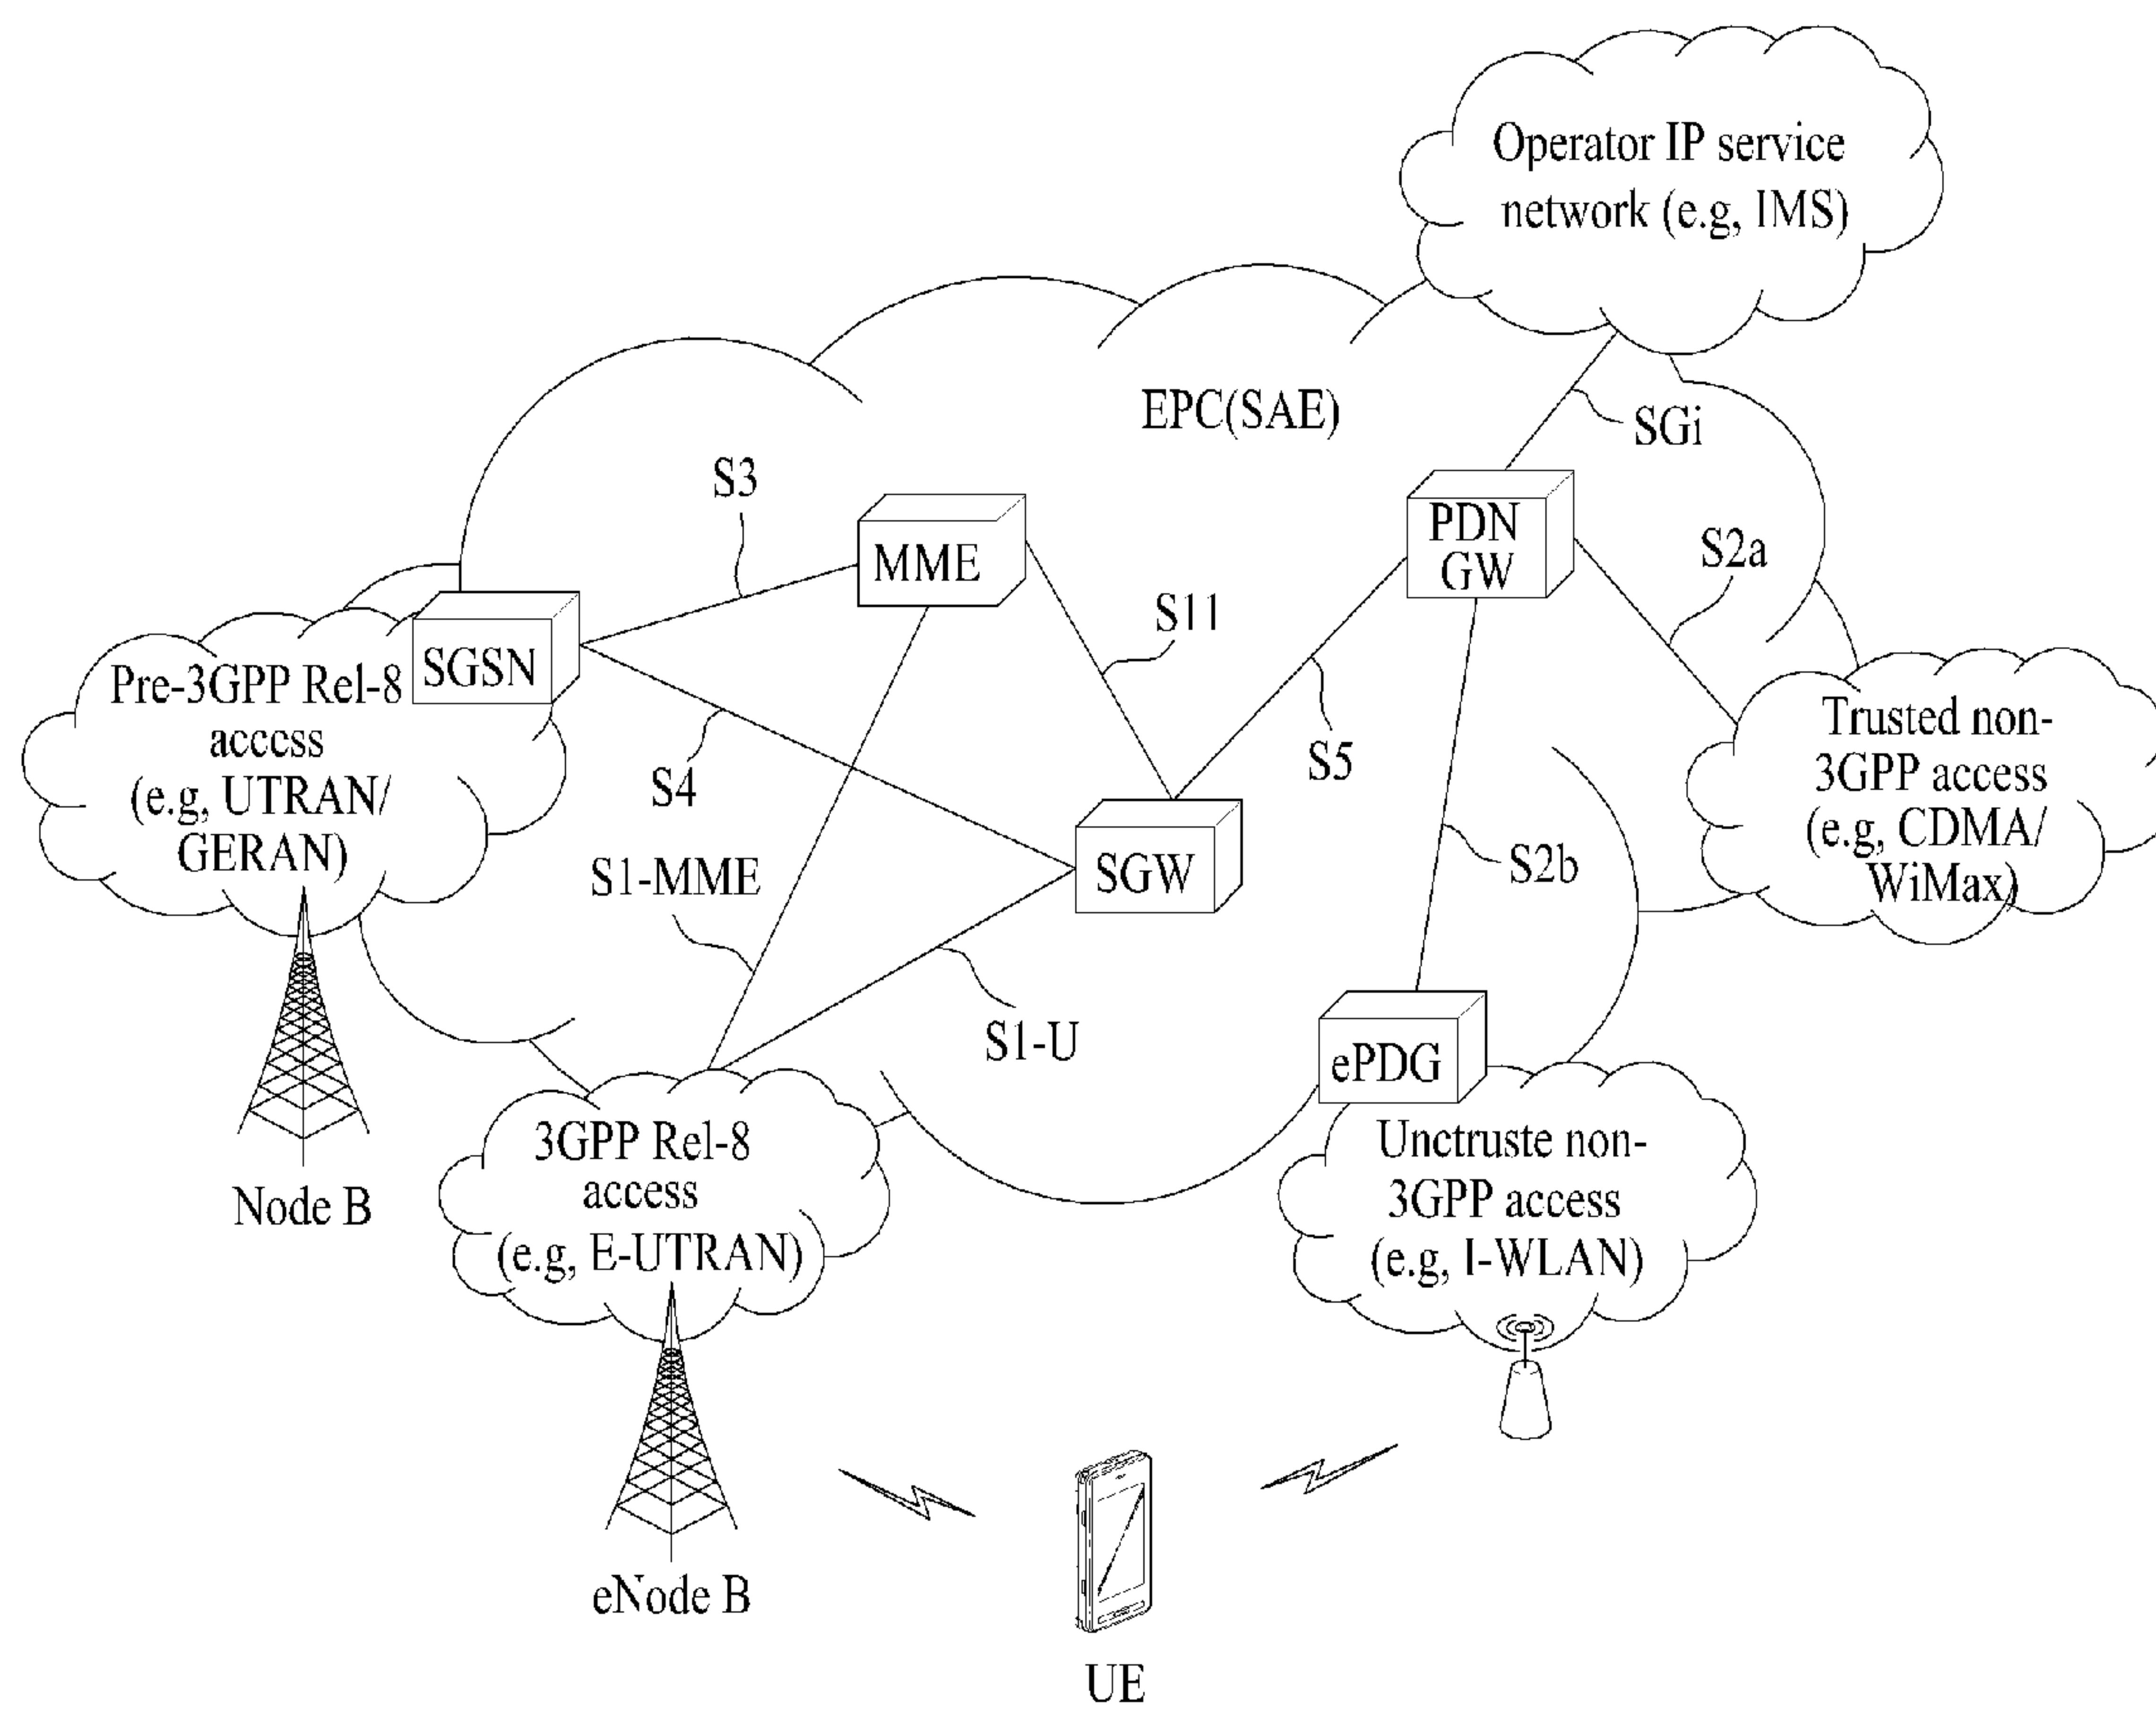 Operator IP service
network (e.g, IMS)
EPC(SAE)
SGi
S3
MME
PDN
GW
S2a
S11
SGSN
Pre-3GPP Rel-8
acccss
(e.g, UTRAN/
GERAN)
S4
S5
Trusted non-
3GPP access
(e.g, CDMA/
WiMax)
S1-MME
SGW
S2b
S1-U
ePDG
3GPP Rel-8
access
(e.g, E-UTRAN)
Unctruste non-
3GPP access
(e.g, I-WLAN)
Node B
eNode B
UE